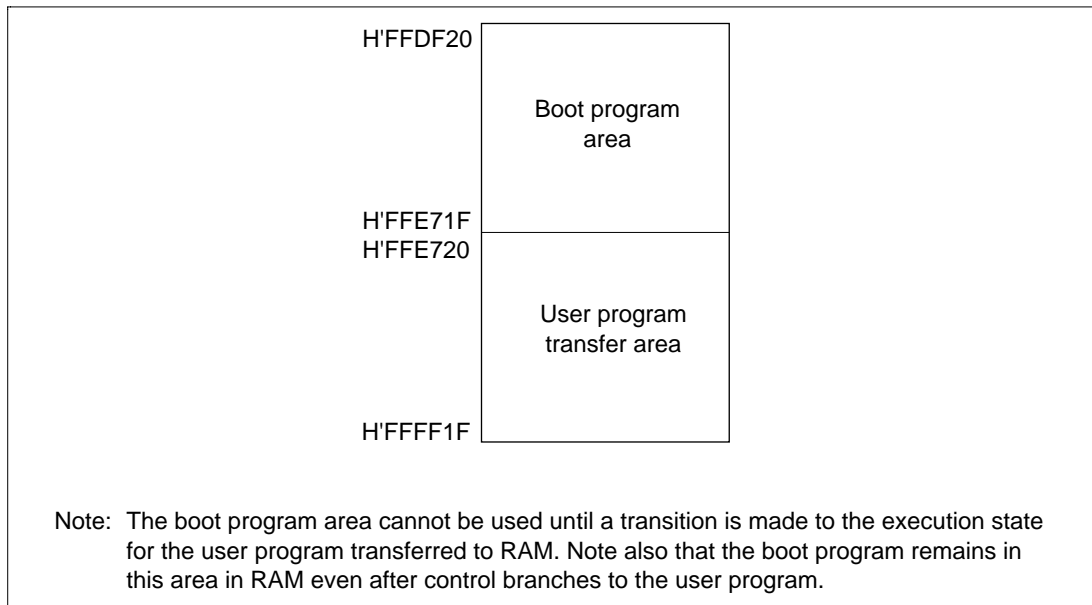 H'FFDF20
Boot program
area
H'FFE71F
H'FFE720
User program
transfer area
H'FFFF1F
Note: The boot program area cannot be used until a transition is made to the execution state
for the user program transferred to RAM. Note also that the boot program remains in
this area in RAM even after control branches to the user program.